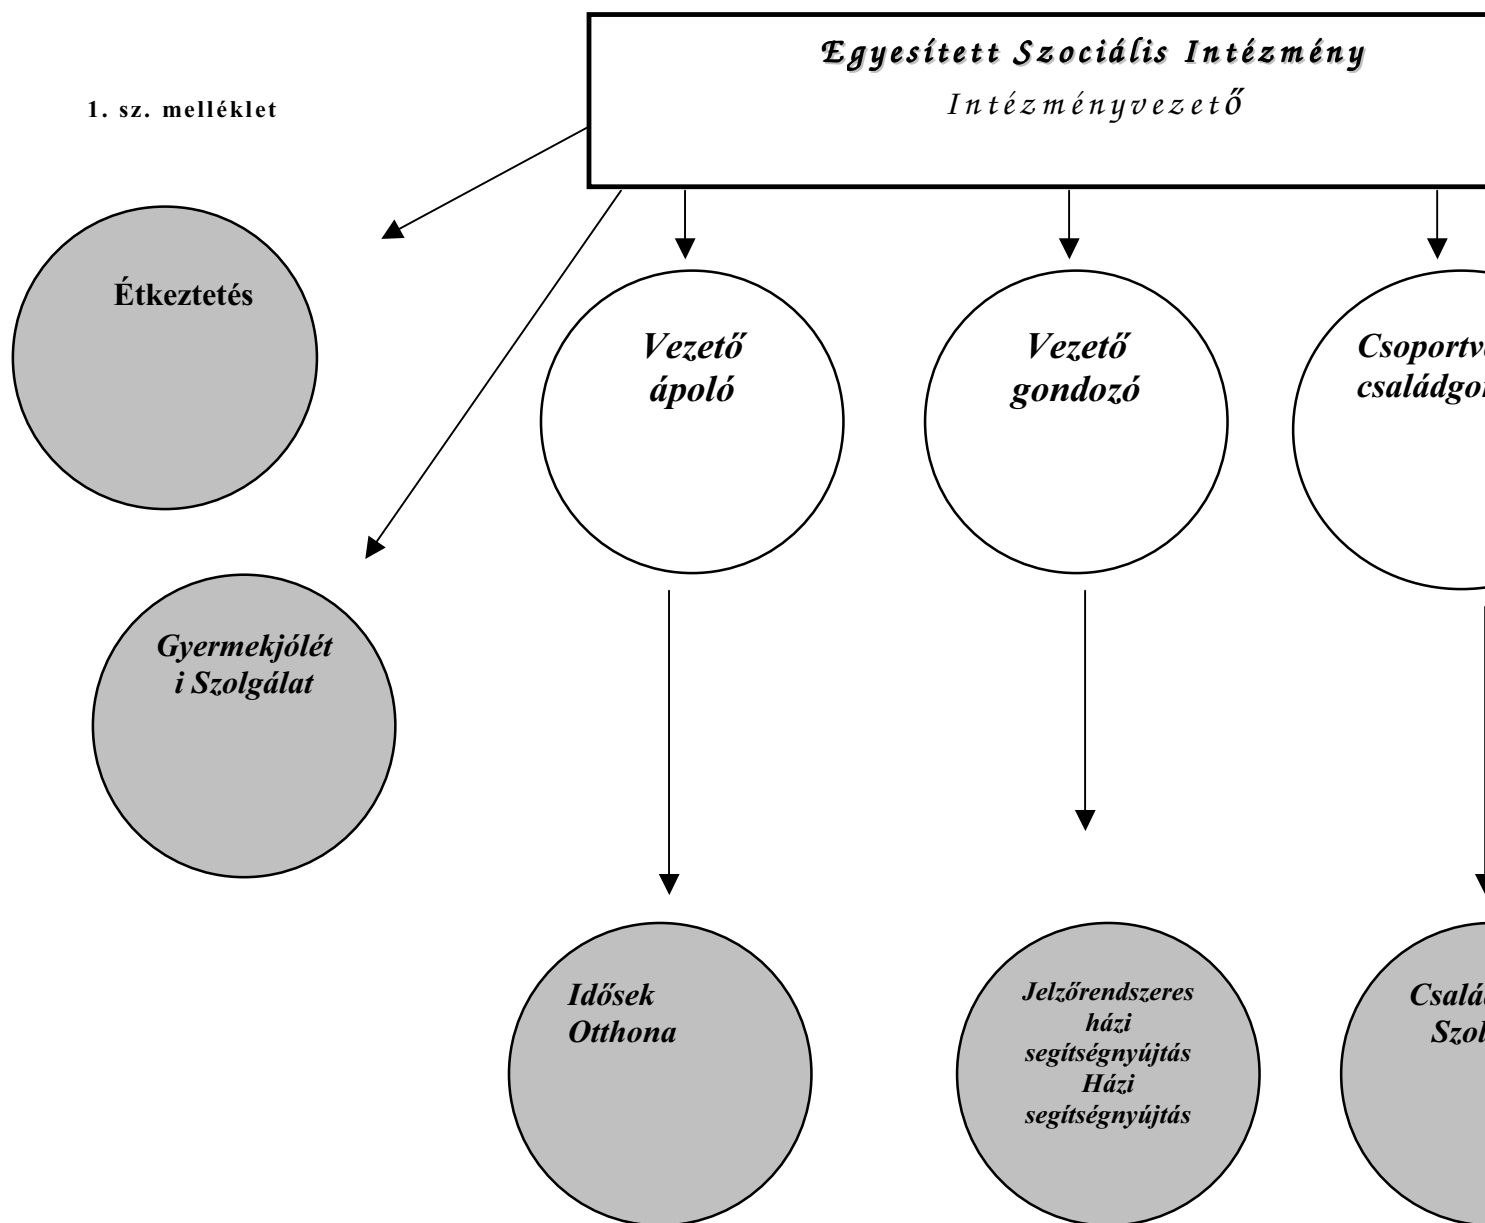 Egyesített Szociális Intézmény
Intézményvezető
1. sz. melléklet
Étkeztetés
Vezető
ápoló
Vezető
gondozó
Gyermekjólét
i Szolgálat
Idősek
Otthona
Jelzőrendszeres
házi
segítségnyújtás
Házi
segítségnyújtás